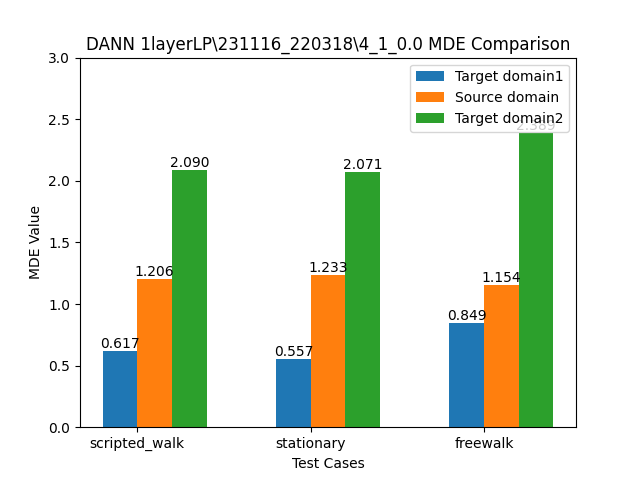 DANN 1layerLP\231116_220318\4_1_0.0 MDE Comparison
3.0
2.5
2.0
1.5
1.0
0.5
0.0
MDE Value
Target domain1
Source domain
Target domain2
0.617
1.206
2.090
0.557
1.233
2.071
0.849
1.154
2.389
scripted_walk
stationary
freewalk
Test Cases